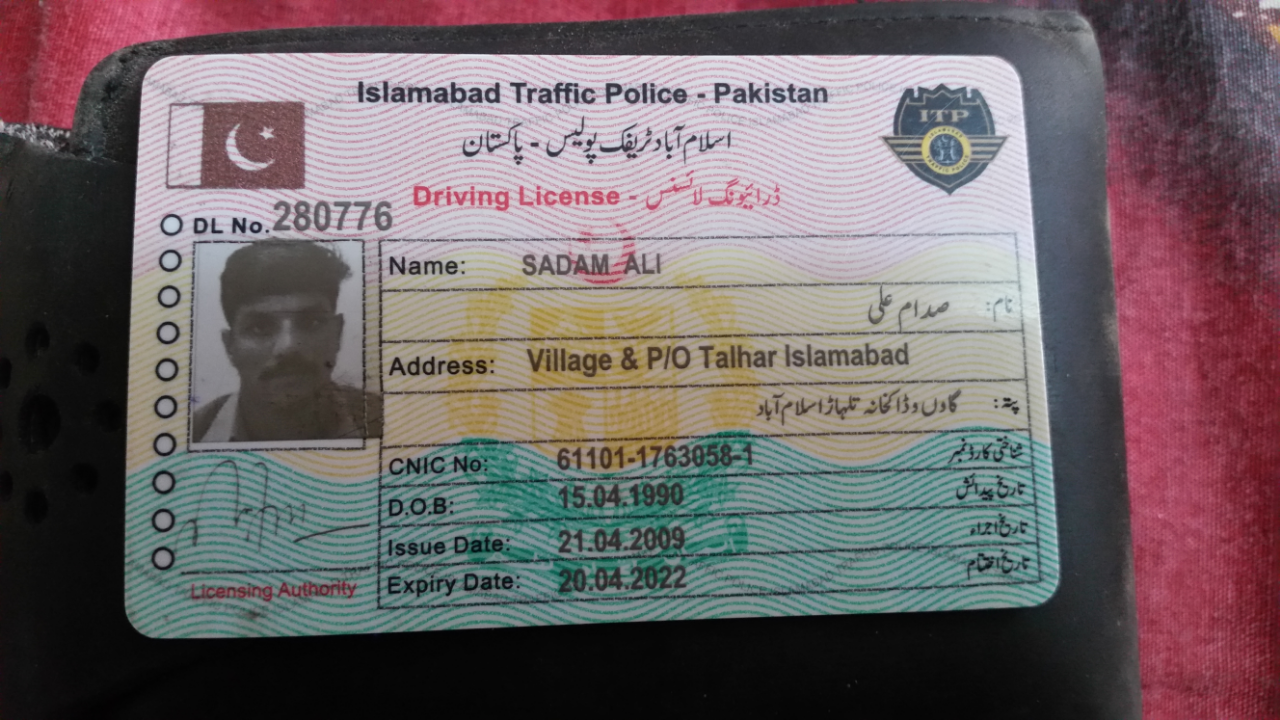 Islamabad Traffic Police - Pakistan
اسلام آباد ٹریفک پولیس - پاکستان
ITP
Driving License - ڈرائیونگ لائسنس
DL No. 280776
Name: SADAM ALI
نام: صدام علی
Address: Village & P/O Talhar Islamabad
پتہ: گاؤں و ڈاکخانہ تلہاڑ اسلام آباد
CNIC No: 61101-1763058-1 شناختی کارڈ نمبر
D.O.B: 15.04.1990 تاریخ پیدائش
Issue Date: 21.04.2009 تاریخ اجراء
Expiry Date: 20.04.2022 تاریخ اختتام
Licensing Authority